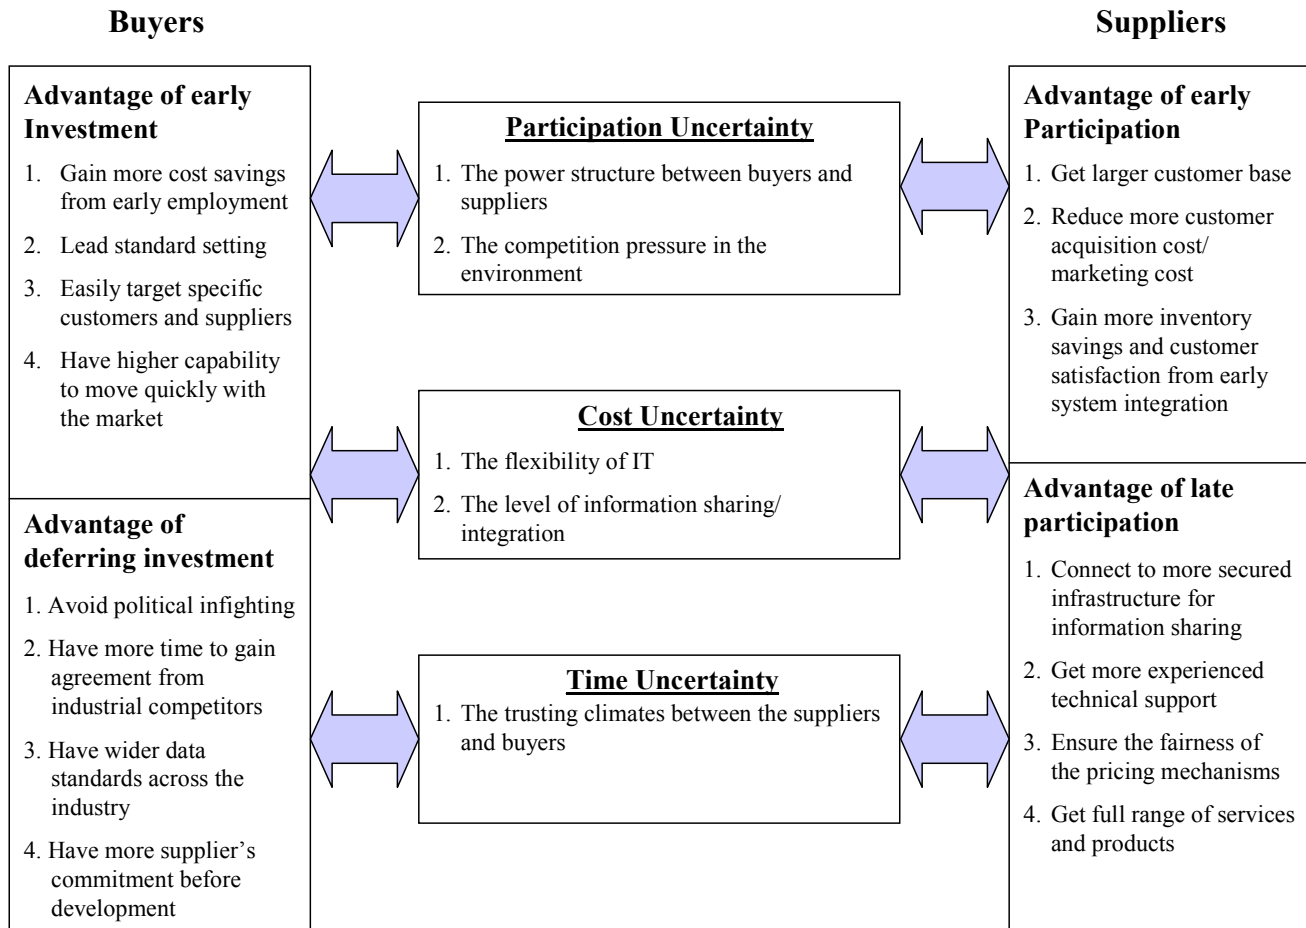 Buyers
Suppliers
Advantage of early
Investment
1. Gain more cost savings
from early employment
2. Lead standard setting
3. Easily target specific
customers and suppliers
4. Have higher capability
to move quickly with
the market
Advantage of
deferring investment
1. Avoid political infighting
2. Have more time to gain
agreement from
industrial competitors
3. Have wider data
standards across the
industry
4. Have more supplier’s
commitment before
development
Participation Uncertainty
1. The power structure between buyers and
suppliers
2. The competition pressure in the
environment
Cost Uncertainty
1. The flexibility of IT
2. The level of information sharing/
integration
Time Uncertainty
1. The trusting climates between the suppliers
and buyers
Advantage of early
Participation
1. Get larger customer base
2. Reduce more customer
acquisition cost/
marketing cost
3. Gain more inventory
savings and customer
satisfaction from early
system integration
Advantage of late
participation
1. Connect to more secured
infrastructure for
information sharing
2. Get more experienced
technical support
3. Ensure the fairness of
the pricing mechanisms
4. Get full range of services
and products